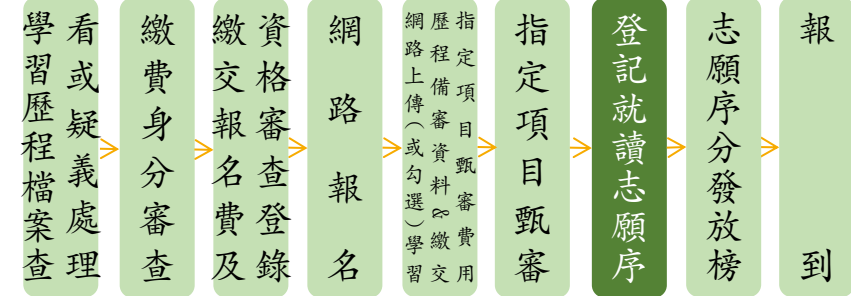 學習歷程檔案查
看或疑義處理
繳費身分審查
繳交報名費及
資格審查登錄
網路報名
網路上傳(或勾選)學習
歷程備審資料&繳交
指定項目甄審費用
指定項目甄審
登記就讀志願序
志願序分發放榜
報到